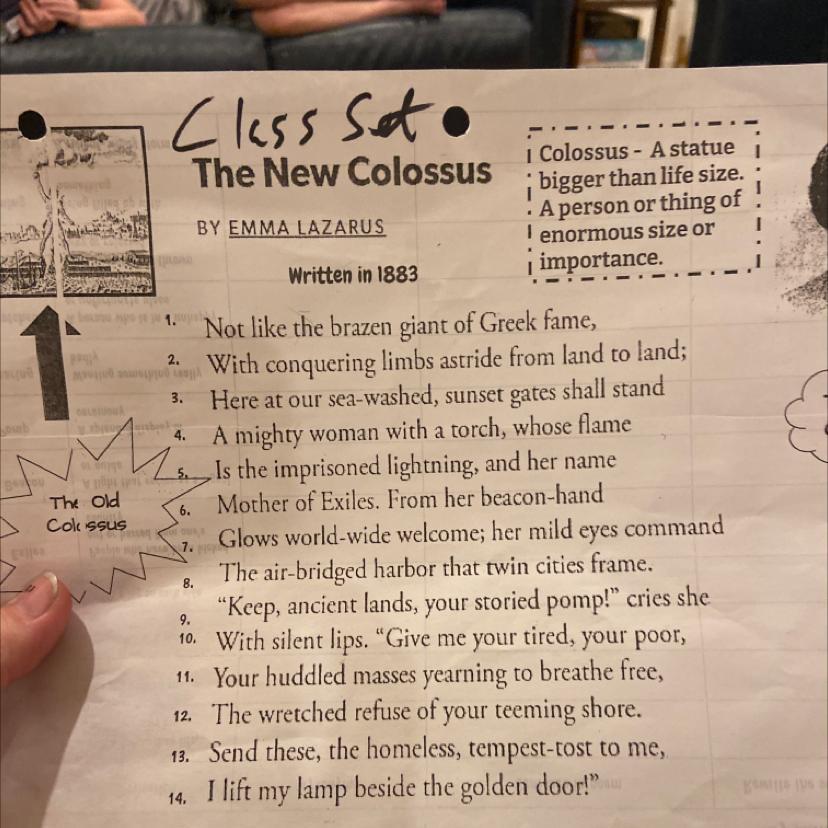 Class Set
The New Colossus
BY EMMA LAZARUS
Written in 1883
Colossus - A statue
bigger than life size.
A person or thing of
enormous size or
importance.
The Old
Colossus
1. Not like the brazen giant of Greek fame,
2. With conquering limbs astride from land to land;
3. Here at our sea-washed, sunset gates shall stand
4. A mighty woman with a torch, whose flame
5. Is the imprisoned lightning, and her name
6. Mother of Exiles. From her beacon-hand
7. Glows world-wide welcome; her mild eyes command
8. The air-bridged harbor that twin cities frame.
9. “Keep, ancient lands, your storied pomp!” cries she
10. With silent lips. “Give me your tired, your poor,
11. Your huddled masses yearning to breathe free,
12. The wretched refuse of your teeming shore.
13. Send these, the homeless, tempest-tost to me,
14. I lift my lamp beside the golden door!”